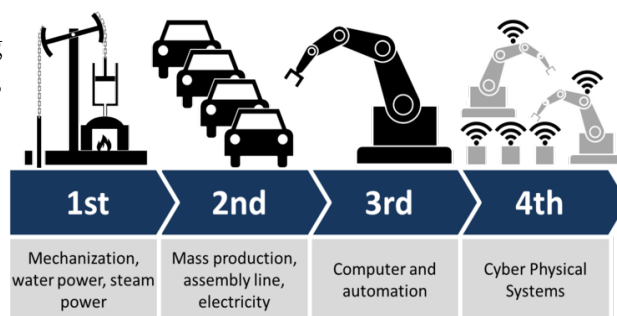 1st
2nd
3rd
4th
Mechanization,
water power, steam
power
Mass production,
assembly line,
electricity
Computer and
automation
Cyber Physical
Systems